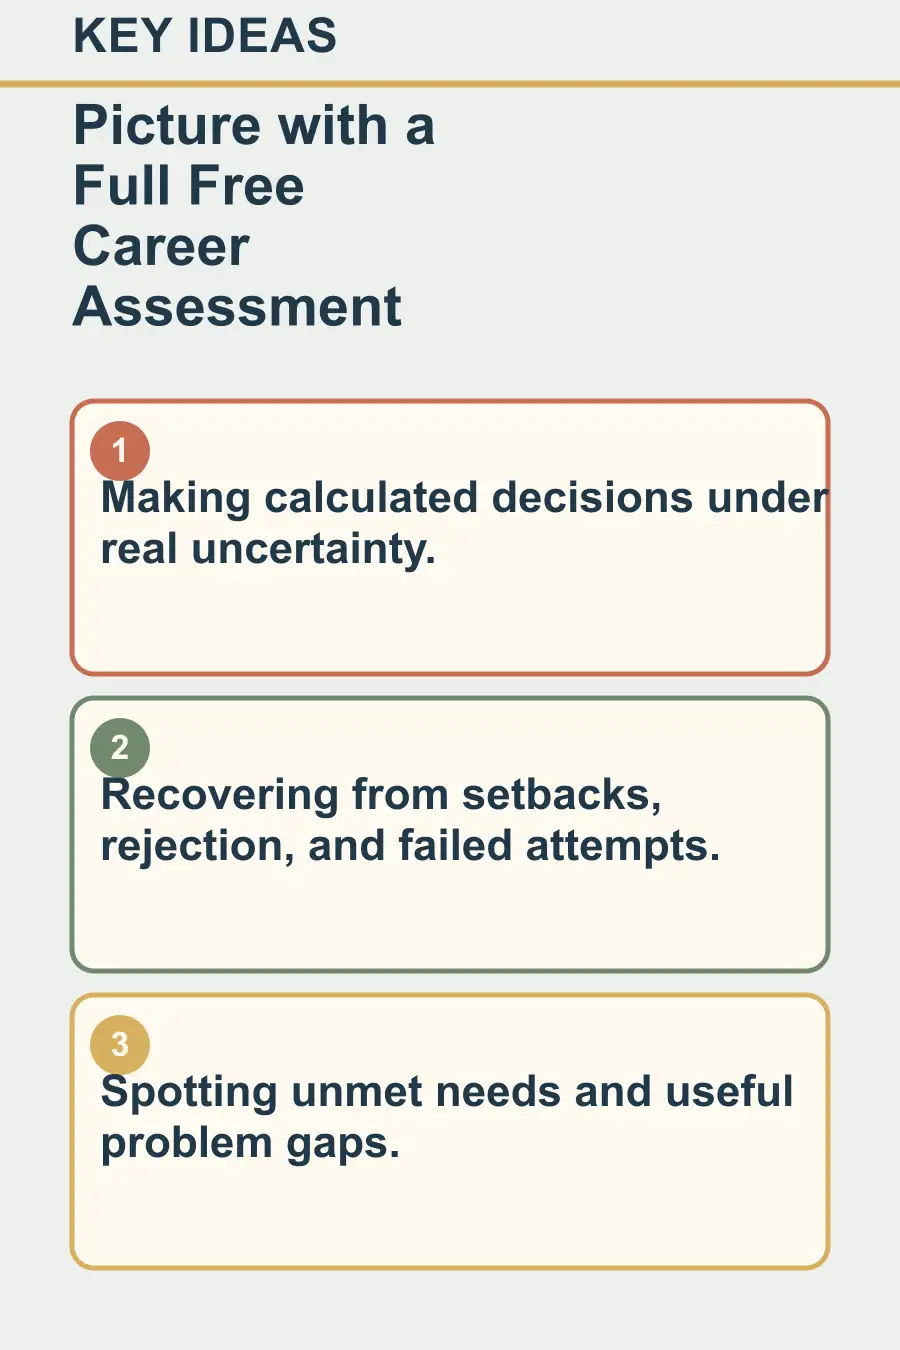 KEY IDEAS
Picture with a
Full Free
Career
Assessment
1
Making calculated decisions under
real uncertainty.
2
Recovering from setbacks,
rejection, and failed attempts.
3
Spotting unmet needs and useful
problem gaps.